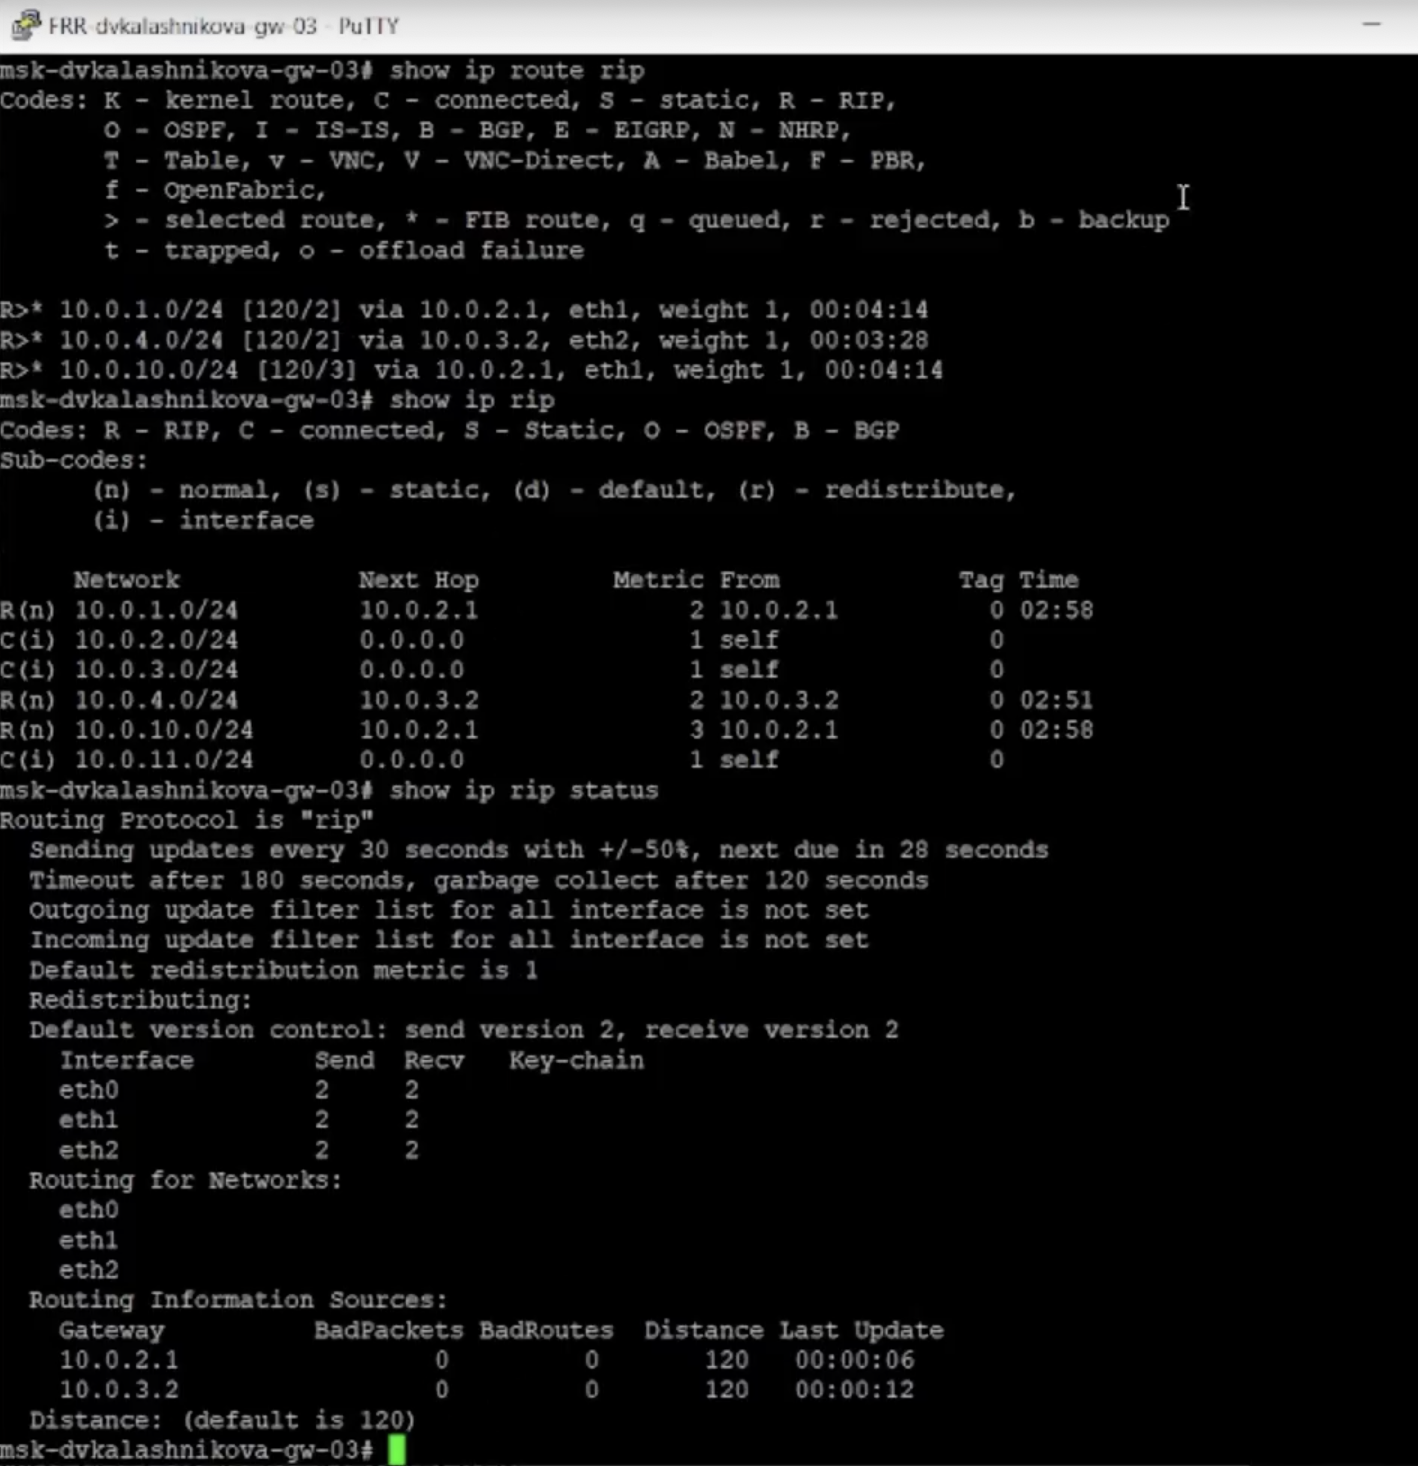 FRR-dvkalashnikova-gw-03 - PuTTY
msk-dvkalashnikova-gw-03# show ip route rip
Codes: K - kernel route, C - connected, S - static, R - RIP,
       O - OSPF, I - IS-IS, B - BGP, E - EIGRP, N - NHRP,
       T - Table, v - VNC, V - VNC-Direct, A - Babel, F - PBR,
       f - OpenFabric,
       > - selected route, * - FIB route, q - queued, r - rejected, b - backup
       t - trapped, o - offload failure

R>* 10.0.1.0/24 [120/2] via 10.0.2.1, eth1, weight 1, 00:04:14
R>* 10.0.4.0/24 [120/2] via 10.0.3.2, eth2, weight 1, 00:03:28
R>* 10.0.10.0/24 [120/3] via 10.0.2.1, eth1, weight 1, 00:04:14
msk-dvkalashnikova-gw-03# show ip rip
Codes: R - RIP, C - connected, S - Static, O - OSPF, B - BGP
Sub-codes:
      (n) - normal, (s) - static, (d) - default, (r) - redistribute,
      (i) - interface

     Network            Next Hop         Metric From            Tag Time
R(n) 10.0.1.0/24        10.0.2.1              2 10.0.2.1          0 02:58
C(i) 10.0.2.0/24        0.0.0.0               1 self              0
C(i) 10.0.3.0/24        0.0.0.0               1 self              0
R(n) 10.0.4.0/24        10.0.3.2              2 10.0.3.2          0 02:51
R(n) 10.0.10.0/24       10.0.2.1              3 10.0.2.1          0 02:58
C(i) 10.0.11.0/24       0.0.0.0               1 self              0
msk-dvkalashnikova-gw-03# show ip rip status
Routing Protocol is "rip"
  Sending updates every 30 seconds with +/-50%, next due in 28 seconds
  Timeout after 180 seconds, garbage collect after 120 seconds
  Outgoing update filter list for all interface is not set
  Incoming update filter list for all interface is not set
  Default redistribution metric is 1
  Redistributing:
  Default version control: send version 2, receive version 2
    Interface        Send  Recv   Key-chain
    eth0             2     2
    eth1             2     2
    eth2             2     2
  Routing for Networks:
    eth0
    eth1
    eth2
  Routing Information Sources:
    Gateway          BadPackets BadRoutes  Distance Last Update
    10.0.2.1                 0         0       120   00:00:06
    10.0.3.2                 0         0       120   00:00:12
  Distance: (default is 120)
msk-dvkalashnikova-gw-03#